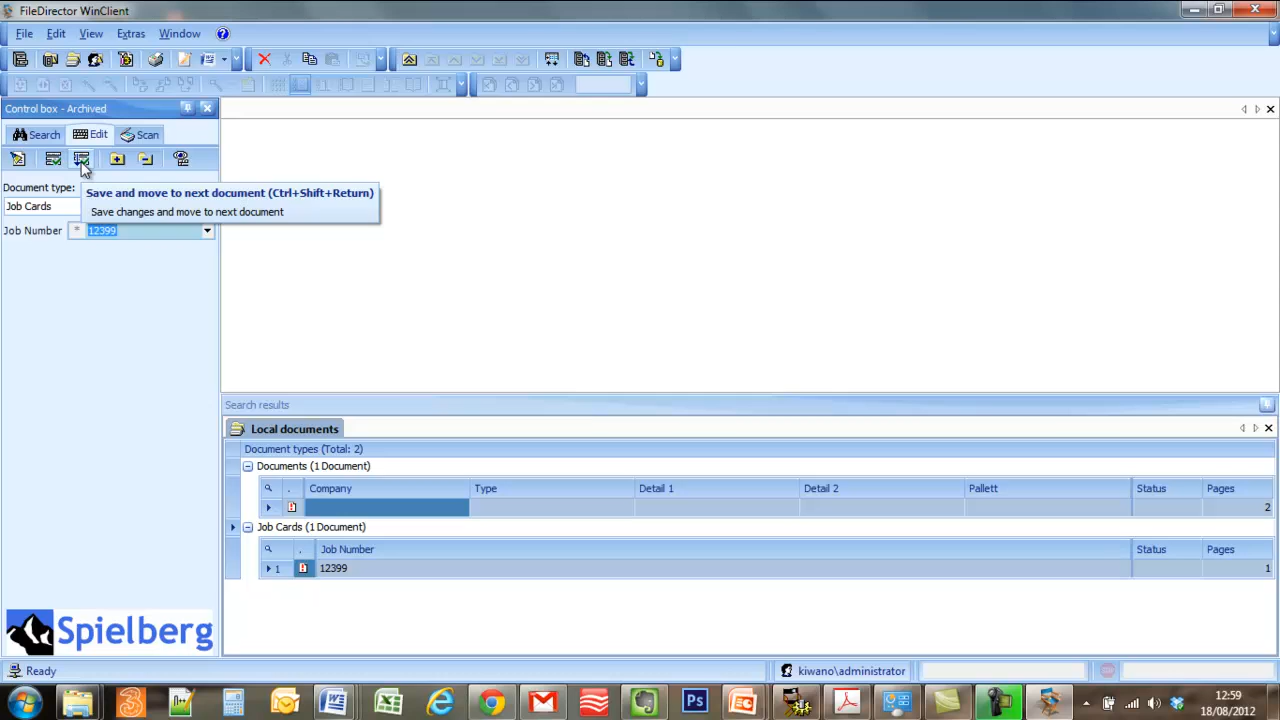 FileDirector WinClient
File Edit View Extras Window
Control box - Archived
Search Edit Scan
Document type:
Save and move to next document (Ctrl+Shift+Return)
Job Cards
Save changes and move to next document
Job Number * 12399
Search results
Local documents
Document types (Total: 2)
Documents (1 Document)
Company Type Detail 1 Detail 2 Pallett Status Pages
2
Job Cards (1 Document)
Job Number Status Pages
1 12399 1
Spielberg
Ready kiwano\administrator
12:59
18/08/2012